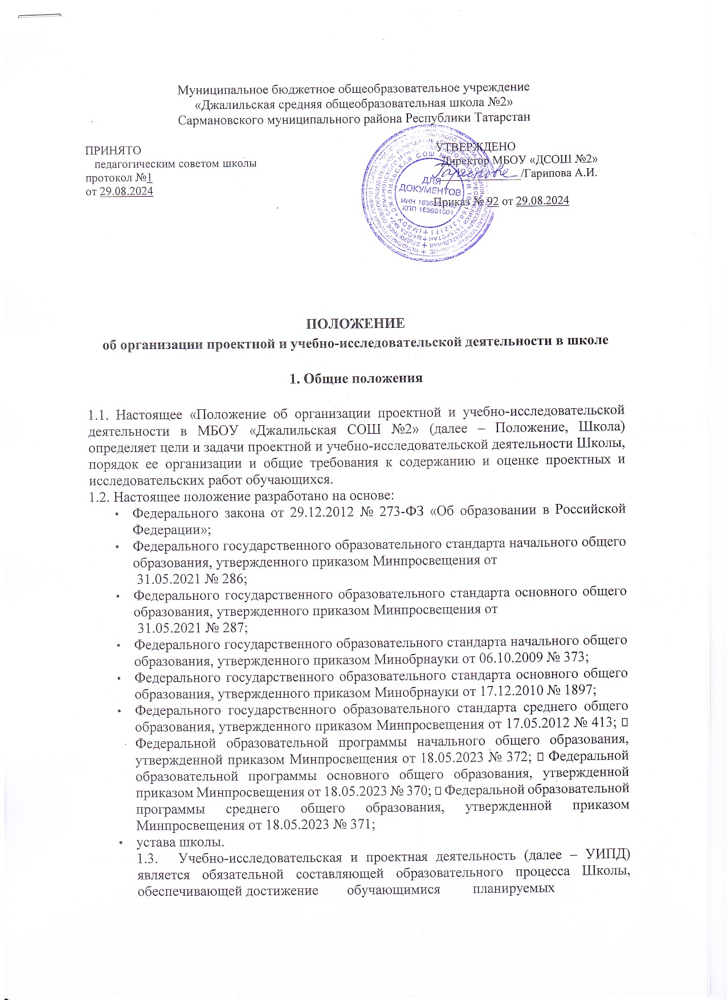 Муниципальное бюджетное общеобразовательное учреждение
«Джалильская средняя общеобразовательная школа №2»
Сармановского муниципального района Республики Татарстан
ПРИНЯТО
педагогическим советом школы
протокол №1
от 29.08.2024
УТВЕРЖДЕНО
Директор МБОУ «ДСОШ №2»
/Гарипова А.И.
Приказ № 92 от 29.08.2024
«ДЖАЛИЛЬСКАЯ СОШ
ДЛЯ
ДОКУМЕНТОВ
ИНН
КПП 163601001
ПОЛОЖЕНИЕ
об организации проектной и учебно-исследовательской деятельности в школе
1. Общие положения
1.1. Настоящее «Положение об организации проектной и учебно-исследовательской
деятельности в МБОУ «Джалильская СОШ №2» (далее – Положение, Школа)
определяет цели и задачи проектной и учебно-исследовательской деятельности Школы,
порядок ее организации и общие требования к содержанию и оценке проектных и
исследовательских работ обучающихся.
1.2. Настоящее положение разработано на основе:
• Федерального закона от 29.12.2012 № 273-ФЗ «Об образовании в Российской
Федерации»;
• Федерального государственного образовательного стандарта начального общего
образования, утвержденного приказом Минпросвещения от
31.05.2021 № 286;
• Федерального государственного образовательного стандарта основного общего
образования, утвержденного приказом Минпросвещения от
31.05.2021 № 287;
• Федерального государственного образовательного стандарта начального общего
образования, утвержденного приказом Минобрнауки от 06.10.2009 № 373;
• Федерального государственного образовательного стандарта основного общего
образования, утвержденного приказом Минобрнауки от 17.12.2010 № 1897;
• Федерального государственного образовательного стандарта среднего общего
образования, утвержденного приказом Минпросвещения от 17.05.2012 № 413; 
Федеральной образовательной программы начального общего образования,
утвержденной приказом Минпросвещения от 18.05.2023 № 372;  Федеральной
образовательной программы основного общего образования, утвержденной
приказом Минпросвещения от 18.05.2023 № 370;  Федеральной образовательной
программы среднего общего образования, утвержденной приказом
Минпросвещения от 18.05.2023 № 371;
• устава школы.
1.3. Учебно-исследовательская и проектная деятельность (далее – УИПД)
является обязательной составляющей образовательного процесса Школы,
обеспечивающей достижение обучающимися планируемых